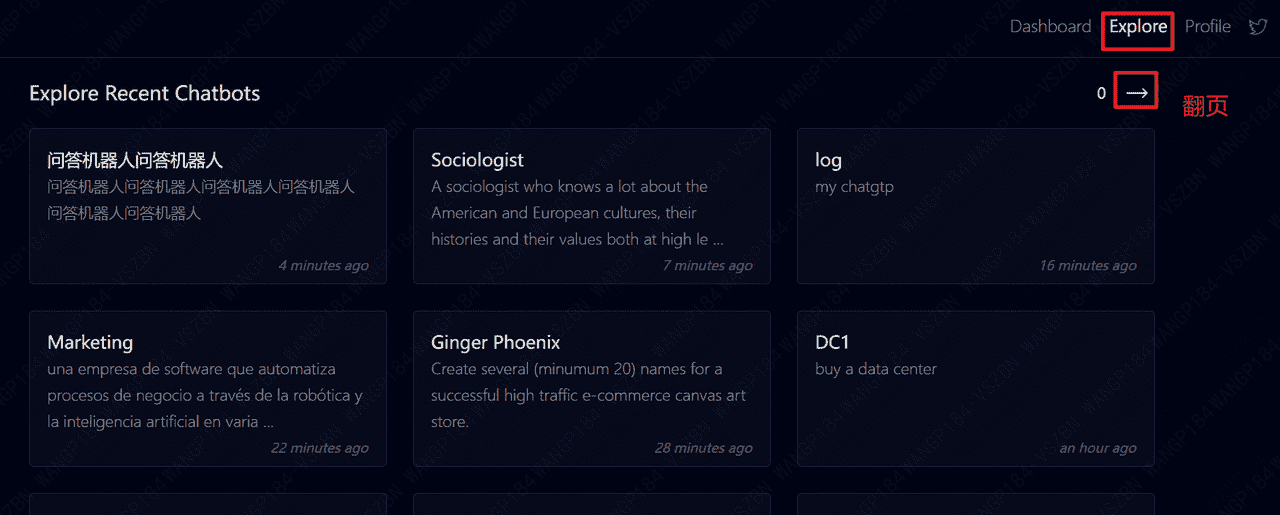 Dashboard Explore Profile
Explore Recent Chatbots
0 → 翻页
问答机器人问答机器人
问答机器人问答机器人问答机器人问答机器人
问答机器人问答机器人
4 minutes ago
Sociologist
A sociologist who knows a lot about the
American and European cultures, their
histories and their values both at high le ...
7 minutes ago
log
my chatgtp
16 minutes ago
Marketing
una empresa de software que automatiza
procesos de negocio a través de la robótica y
la inteligencia artificial en varia ...
22 minutes ago
Ginger Phoenix
Create several (minumum 20) names for a
successful high traffic e-commerce canvas art
store.
28 minutes ago
DC1
buy a data center
an hour ago